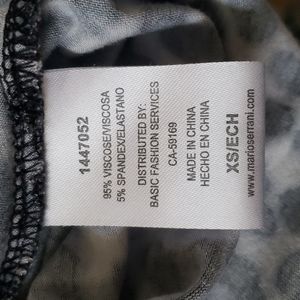 1447052
95% VISCOSE/VISCOSA
5% SPANDEX/ELASTANO
DISTRIBUTED BY:
BASIC FASHION SERVICES
CA-59169
MADE IN CHINA
HECHO EN CHINA
XS/ECH
www.marioserrani.com